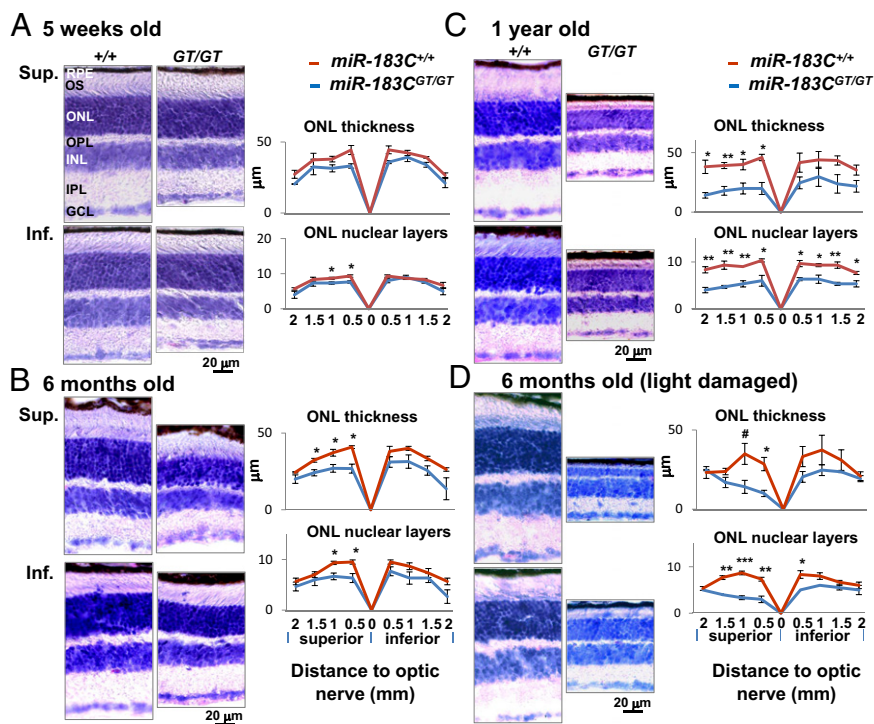 A 5 weeks old
+/+ GT/GT
miR-183C+/+
miR-183CGT/GT
Sup.
RPE
OS
ONL
OPL
INL
IPL
GCL
Inf.
ONL thickness
50
µm
0
ONL nuclear layers
20
10
* *
0
2 1.5 1 0.5 0 0.5 1 1.5 2
20 µm
B 6 months old
Sup.
Inf.
ONL thickness
50
µm
* * *
0
ONL nuclear layers
10
* *
0
2 1.5 1 0.5 0 0.5 1 1.5 2
superior inferior
Distance to optic
nerve (mm)
20 µm
C 1 year old
+/+ GT/GT
miR-183C+/+
miR-183CGT/GT
ONL thickness
50
µm
* ** * *
0
ONL nuclear layers
10
** ** ** * * * ** *
0
2 1.5 1 0.5 0 0.5 1 1.5 2
20 µm
D 6 months old (light damaged)
ONL thickness
50
µm
# *
0
ONL nuclear layers
10
** *** ** *
0
2 1.5 1 0.5 0 0.5 1 1.5 2
superior inferior
Distance to optic
nerve (mm)
20 µm